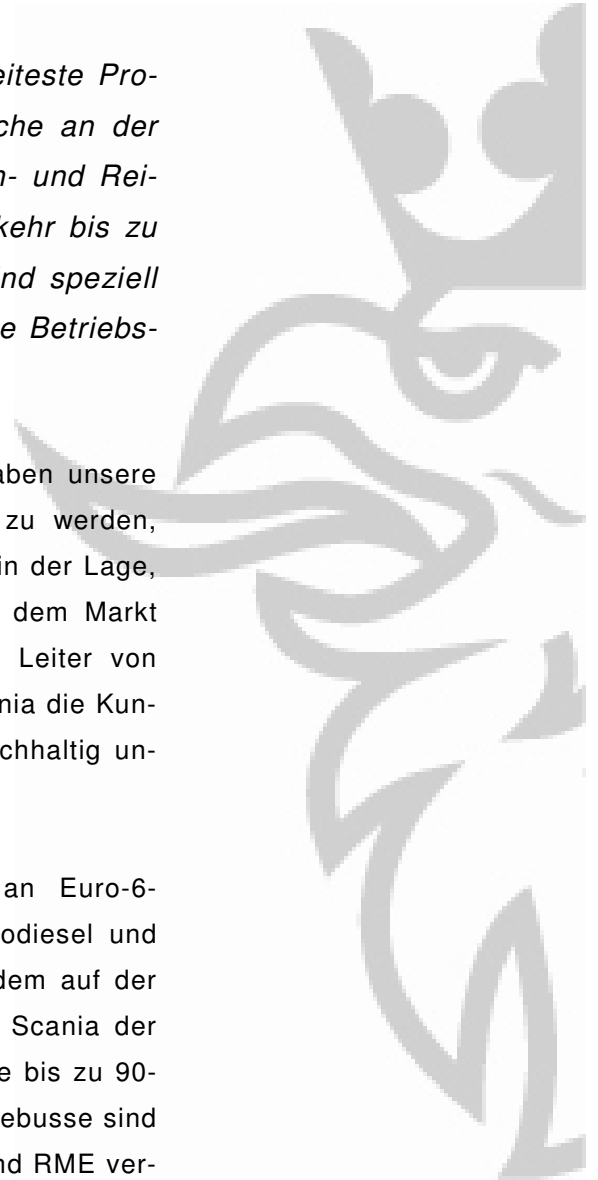 eiteste Pro-
che an der
n- und Rei-
kehr bis zu
nd speziell
e Betriebs-
aben unsere
zu werden,
in der Lage,
dem Markt
Leiter von
nia die Kun-
chhaltig un-
an Euro-6-
odiesel und
dem auf der
Scania der
e bis zu 90-
ebusse sind
nd RME ver-